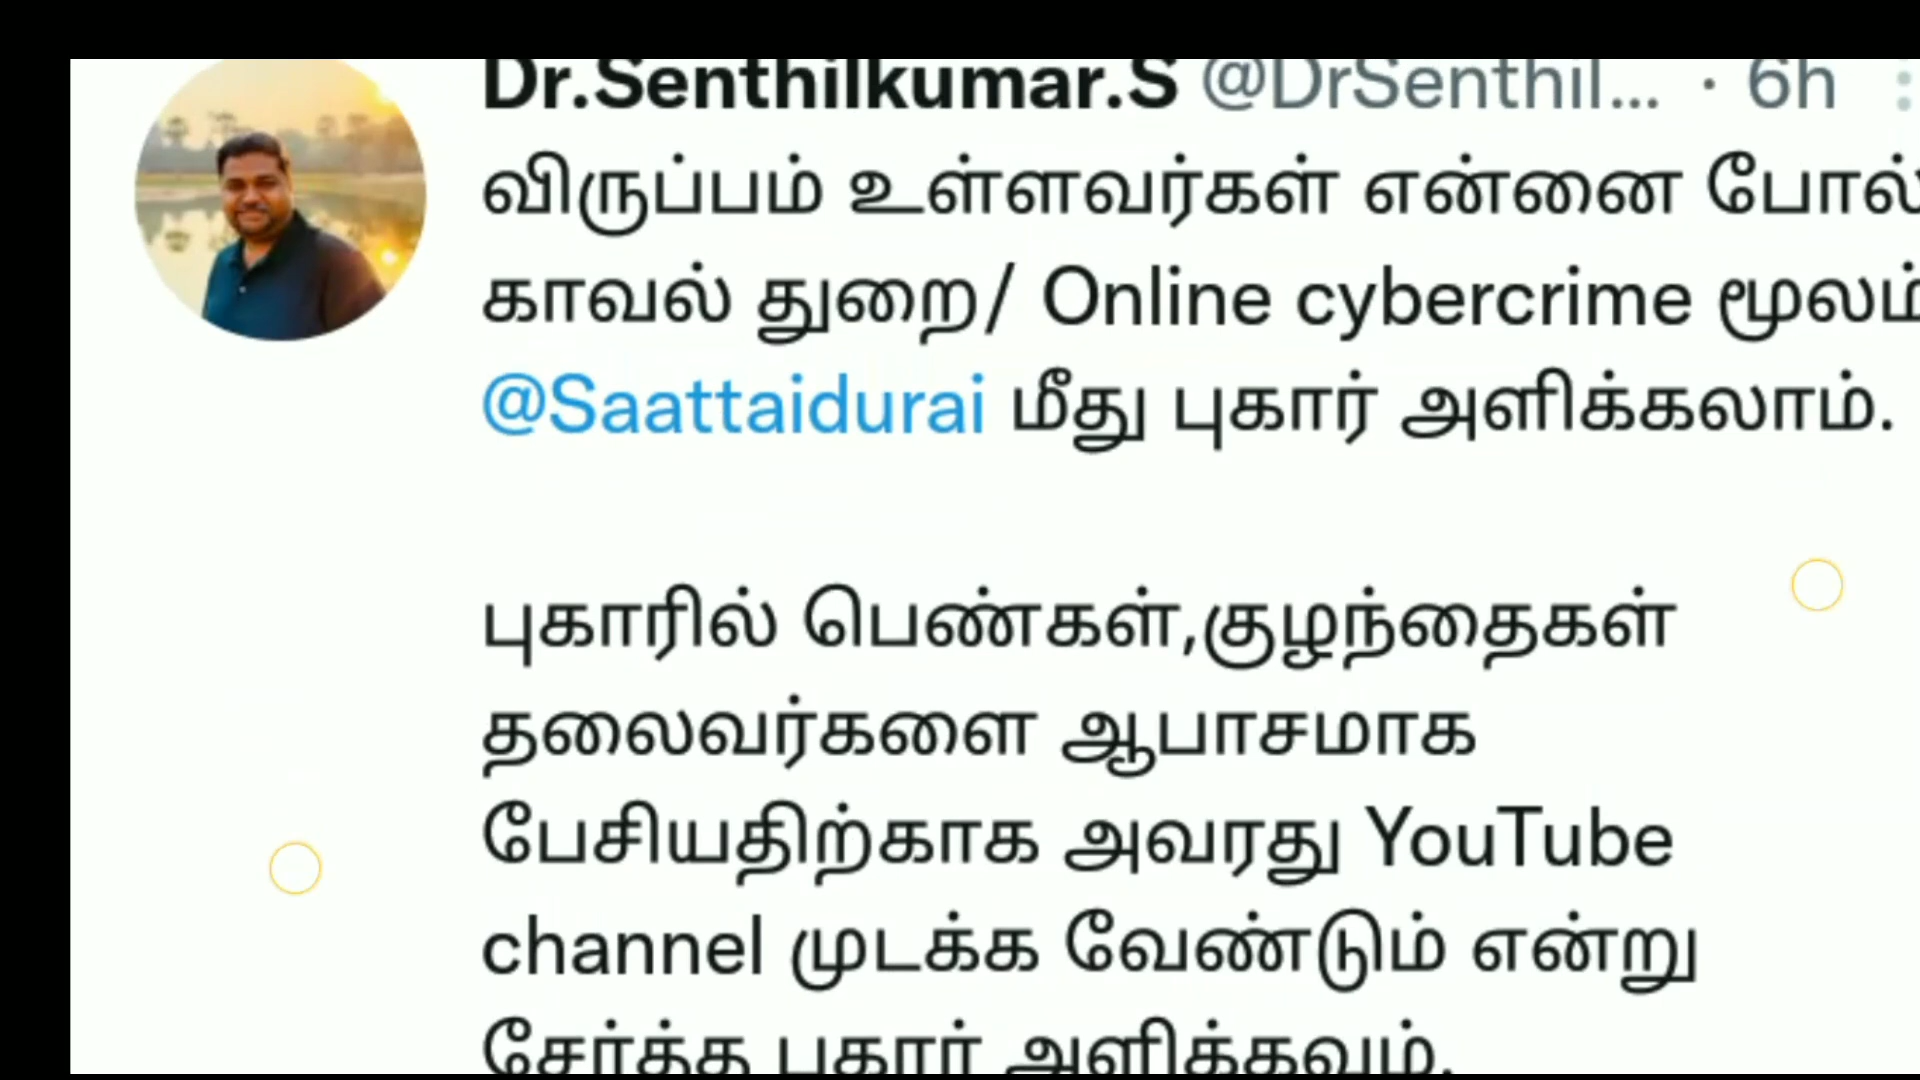 Dr.Senthilkumar.S @DrSenthil... · 6h
விருப்பம் உள்ளவர்கள் என்னை போல்
காவல் துறை/ Online cybercrime மூலம்
@Saattaidurai மீது புகார் அளிக்கலாம்.
புகாரில் பெண்கள்,குழந்தைகள்
தலைவர்களை ஆபாசமாக
பேசியதிற்காக அவரது YouTube
channel முடக்க வேண்டும் என்று
சேர்த்து புகார் அளிக்கவும்.